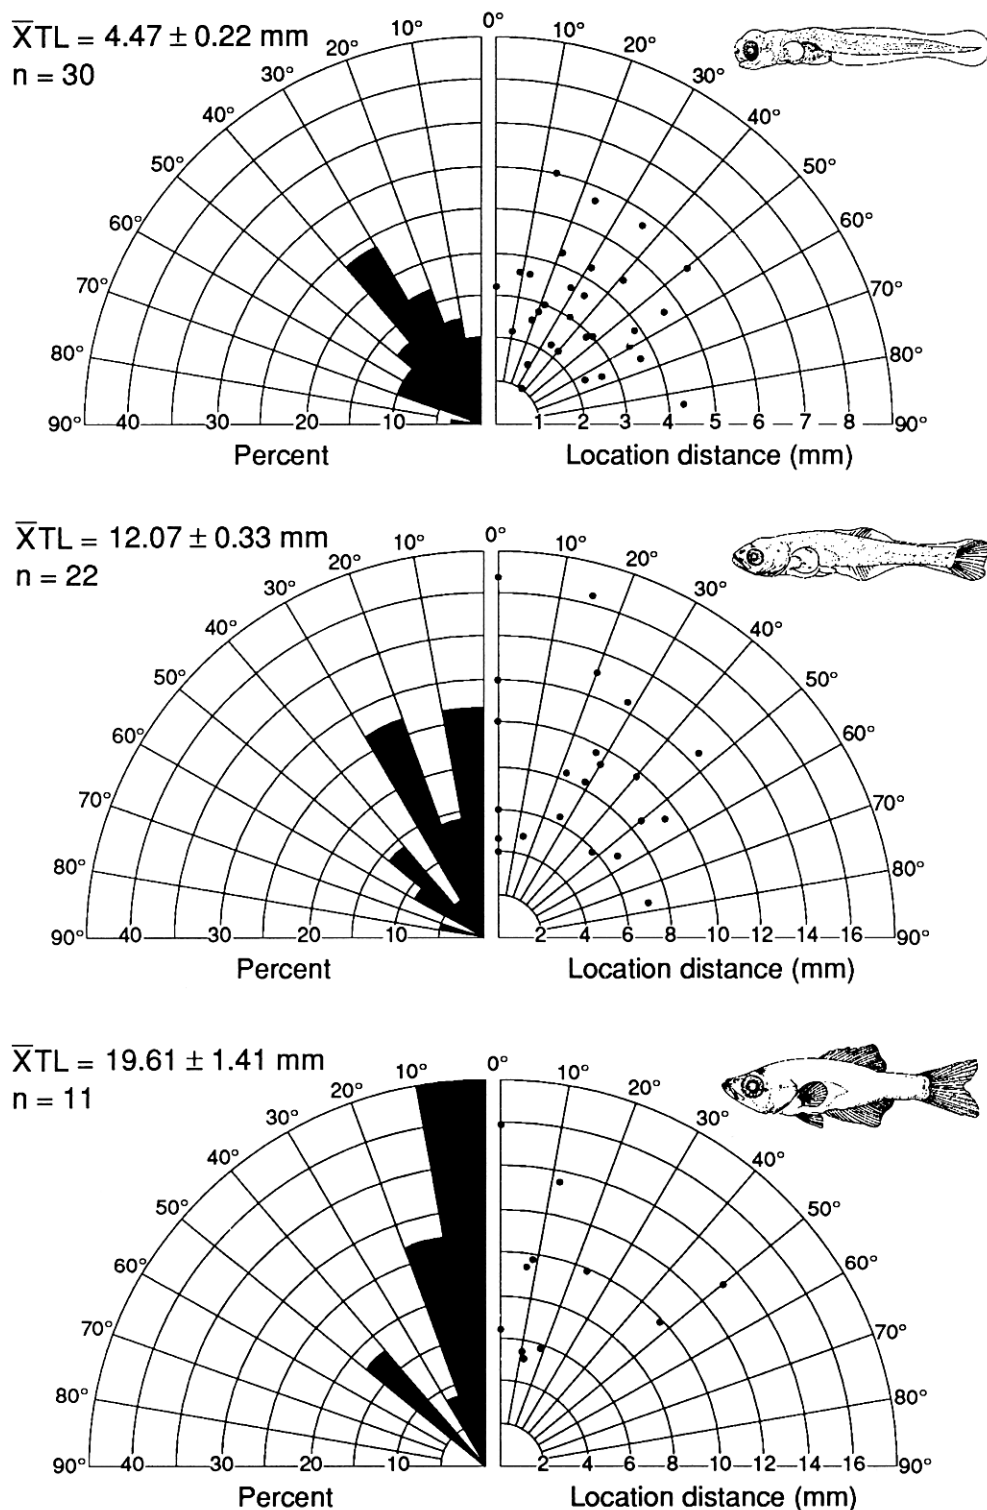 X̅TL = 4.47 ± 0.22 mm
n = 30
0°
10° 20° 30° 40° 50° 60° 70° 80° 90°
20° 30° 40° 50° 60° 70° 80° 90°
10°
40 30 20 10
1 2 3 4 5 6 7 8
Percent
Location distance (mm)
X̅TL = 12.07 ± 0.33 mm
n = 22
0°
10° 20° 30° 40° 50° 60° 70° 80° 90°
10° 20° 30° 40° 50° 60° 70° 80° 90°
40 30 20 10
2 4 6 8 10 12 14 16
Percent
Location distance (mm)
X̅TL = 19.61 ± 1.41 mm
n = 11
0°
10° 20° 30° 40° 50° 60° 70° 80° 90°
10° 20° 30° 40° 50° 60° 70° 80° 90°
40 30 20 10
2 4 6 8 10 12 14 16
Percent
Location distance (mm)